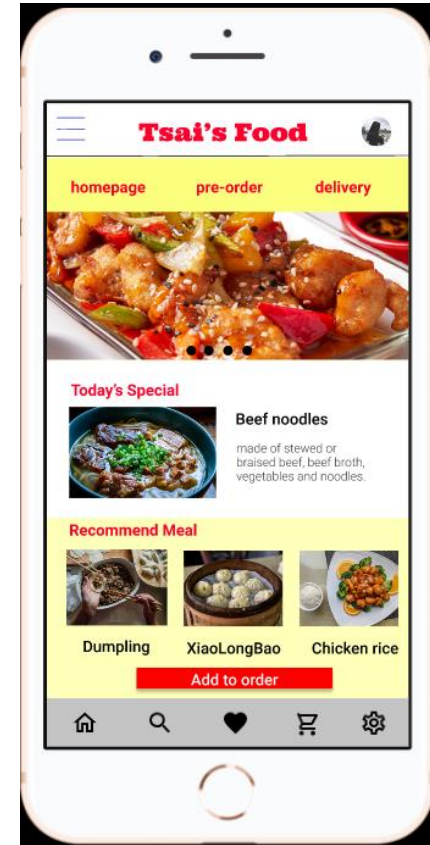 Tsai's Food
homepage pre-order delivery
Today's Special
Beef noodles
made of stewed or
braised beef, beef broth,
vegetables and noodles.
Recommend Meal
Dumpling XiaoLongBao Chicken rice
Add to order